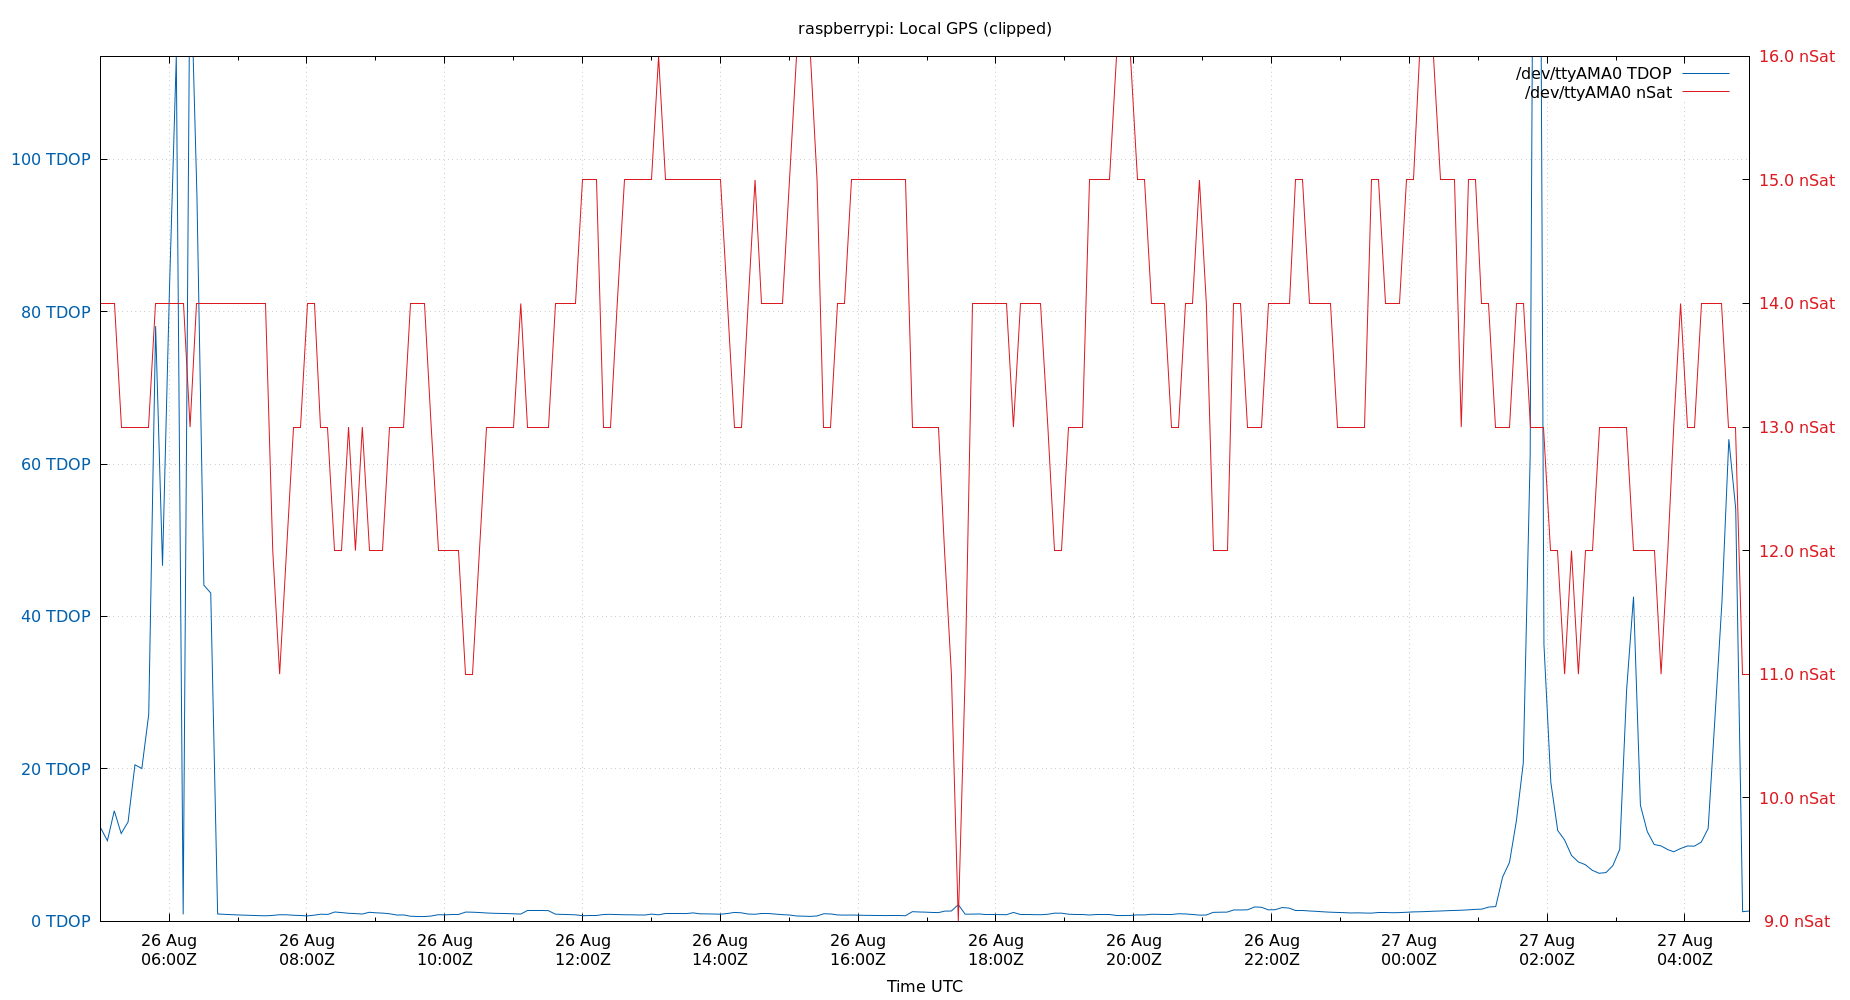 raspberrypi: Local GPS (clipped)
/dev/ttyAMA0 TDOP
/dev/ttyAMA0 nSat
100 TDOP
80 TDOP
60 TDOP
40 TDOP
20 TDOP
0 TDOP
16.0 nSat
15.0 nSat
14.0 nSat
13.0 nSat
12.0 nSat
11.0 nSat
10.0 nSat
9.0 nSat
26 Aug
06:00Z
26 Aug
08:00Z
26 Aug
10:00Z
26 Aug
12:00Z
26 Aug
14:00Z
26 Aug
16:00Z
26 Aug
18:00Z
26 Aug
20:00Z
26 Aug
22:00Z
27 Aug
00:00Z
27 Aug
02:00Z
27 Aug
04:00Z
Time UTC